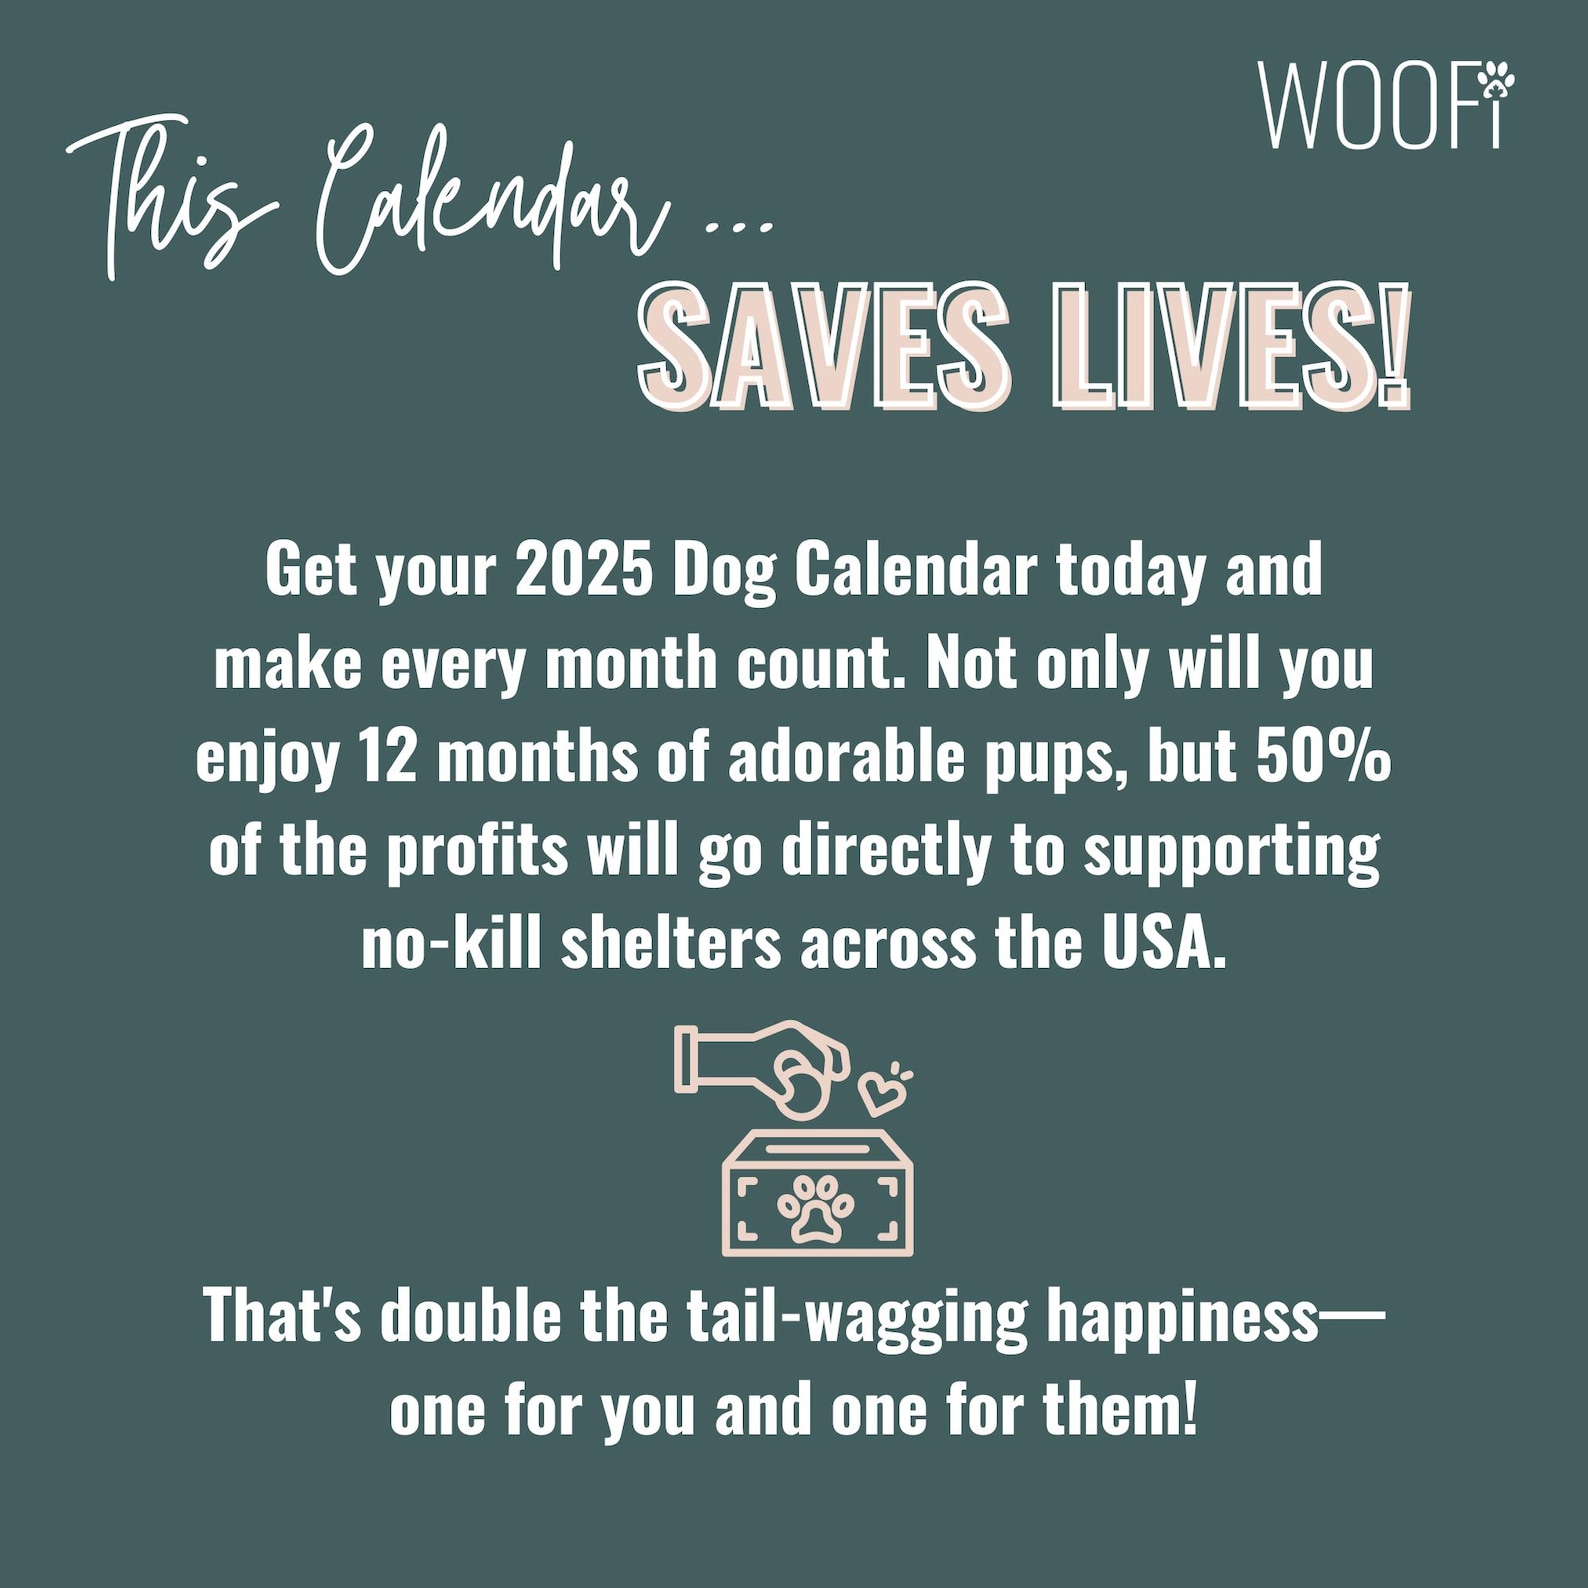 WOOFi
This Calendar ...
SAVES LIVES!
Get your 2025 Dog Calendar today and
make every month count. Not only will you
enjoy 12 months of adorable pups, but 50%
of the profits will go directly to supporting
no-kill shelters across the USA.
That's double the tail-wagging happiness—
one for you and one for them!